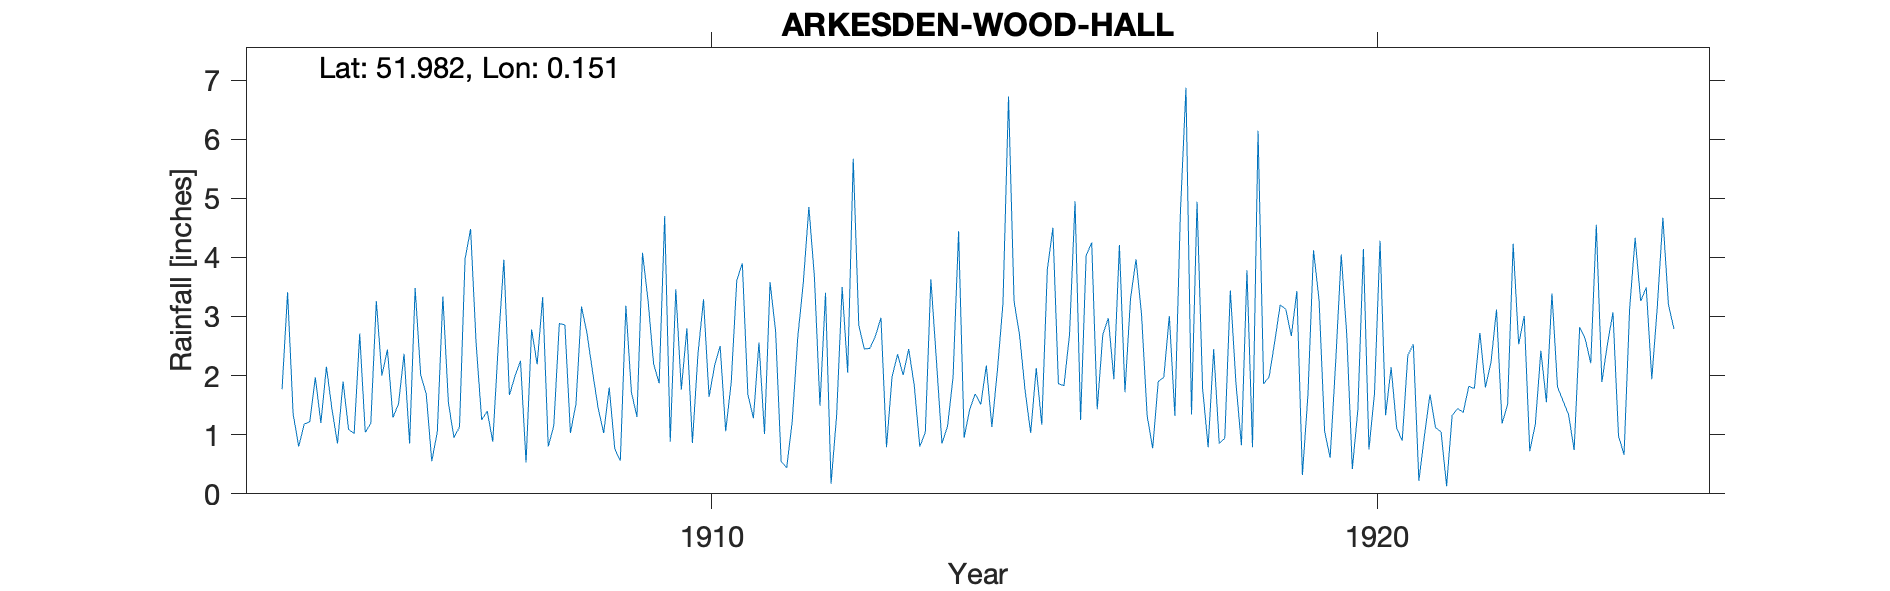 ARKESDEN-WOOD-HALL
Lat: 51.982, Lon: 0.151
7
6
5
4
3
2
1
0
Rainfall [inches]
1910
1920
Year